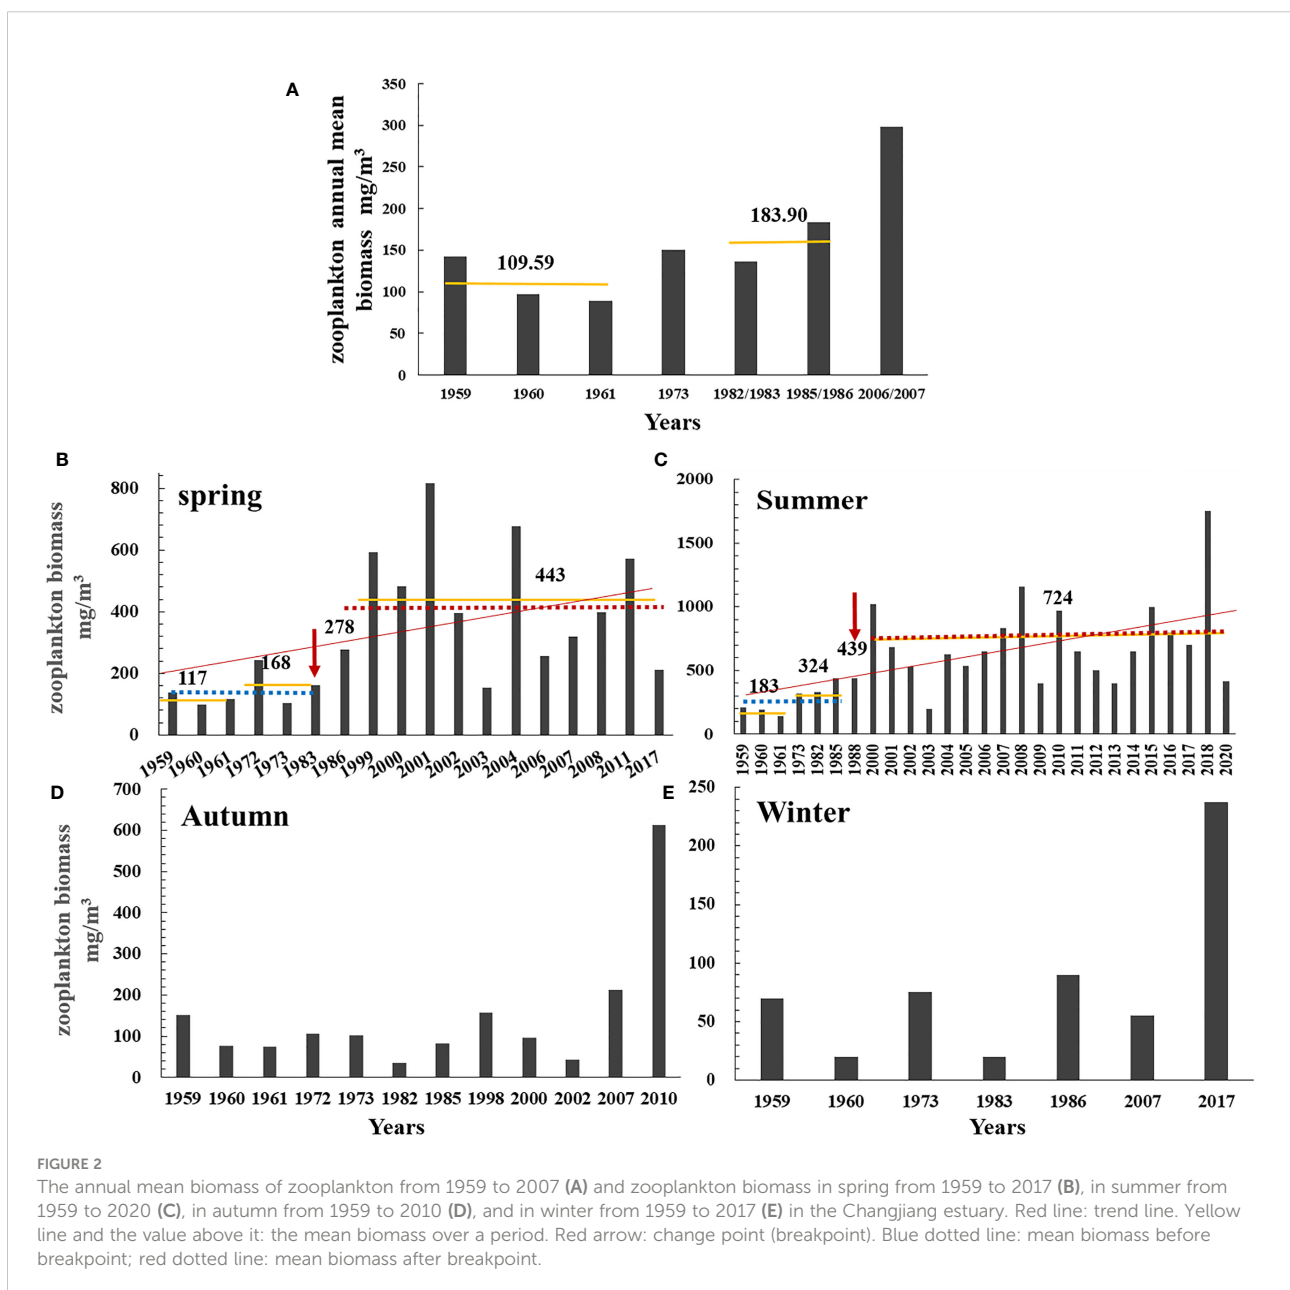 A
zooplankton annual mean
biomass mg/m³
350
300
250
200
150
100
50
0
109.59
183.90
1959 1960 1961 1973 1982/1983 1985/1986 2006/2007
Years
B
zooplankton biomass
mg/m³
spring
800
600
400
200
0
117
168
278
443
1959 1960 1961 1972 1973 1983 1986 1999 2000 2001 2002 2003 2004 2006 2007 2008 2011 2017
C
Summer
2000
1500
1000
500
0
183
324
439
724
1959 1960 1961 1973 1982 1985 1988 2000 2001 2002 2003 2004 2005 2006 2007 2008 2009 2010 2011 2012 2013 2014 2015 2016 2017 2018 2020
D
zooplankton biomass
mg/m³
Autumn
700
600
500
400
300
200
100
0
1959 1960 1961 1972 1973 1982 1985 1998 2000 2002 2007 2010
Years
E
Winter
250
200
150
100
50
0
1959 1960 1973 1983 1986 2007 2017
Years
FIGURE 2
The annual mean biomass of zooplankton from 1959 to 2007 (A) and zooplankton biomass in spring from 1959 to 2017 (B), in summer from
1959 to 2020 (C), in autumn from 1959 to 2010 (D), and in winter from 1959 to 2017 (E) in the Changjiang estuary. Red line: trend line. Yellow
line and the value above it: the mean biomass over a period. Red arrow: change point (breakpoint). Blue dotted line: mean biomass before
breakpoint; red dotted line: mean biomass after breakpoint.